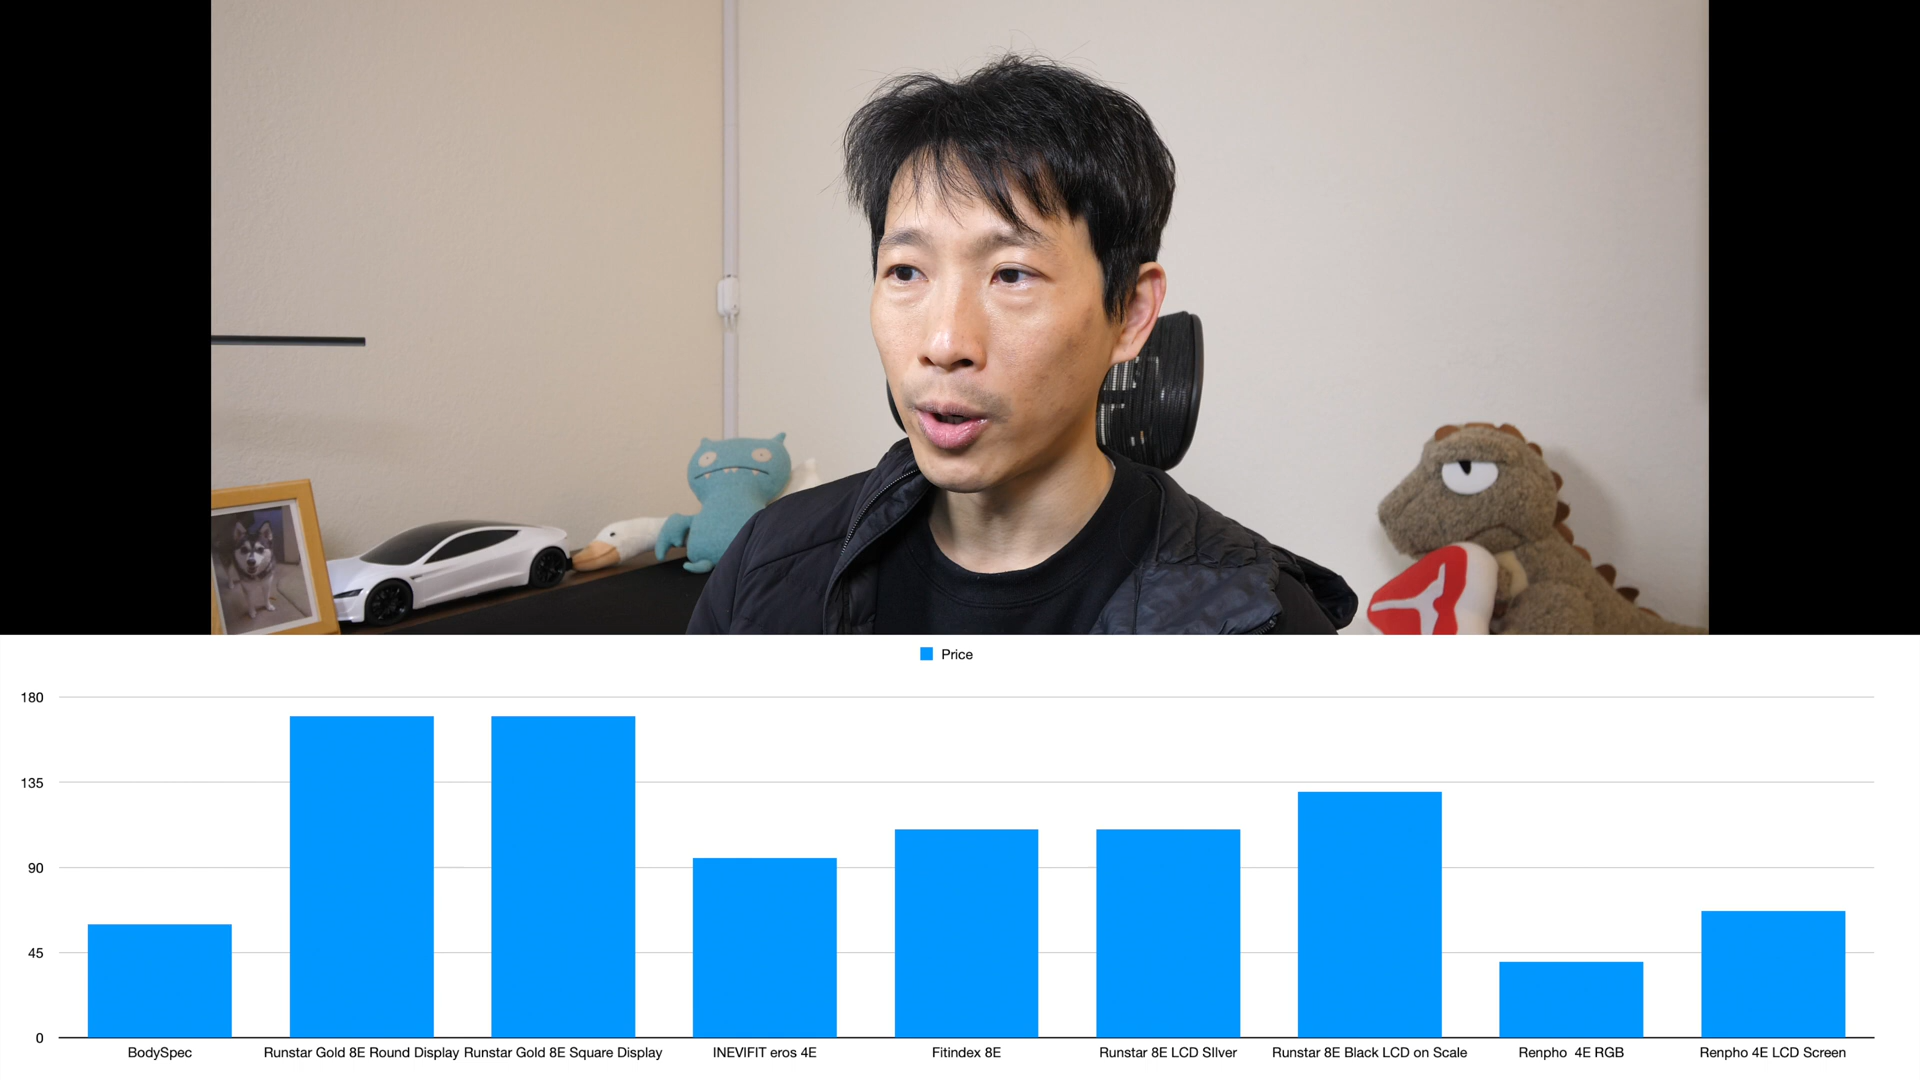 Price
180
135
90
45
0
BodySpec Runstar Gold 8E Round Display Runstar Gold 8E Square Display INEVIFIT eros 4E Fitindex 8E Runstar 8E LCD SIlver Runstar 8E Black LCD on Scale Renpho 4E RGB Renpho 4E LCD Screen